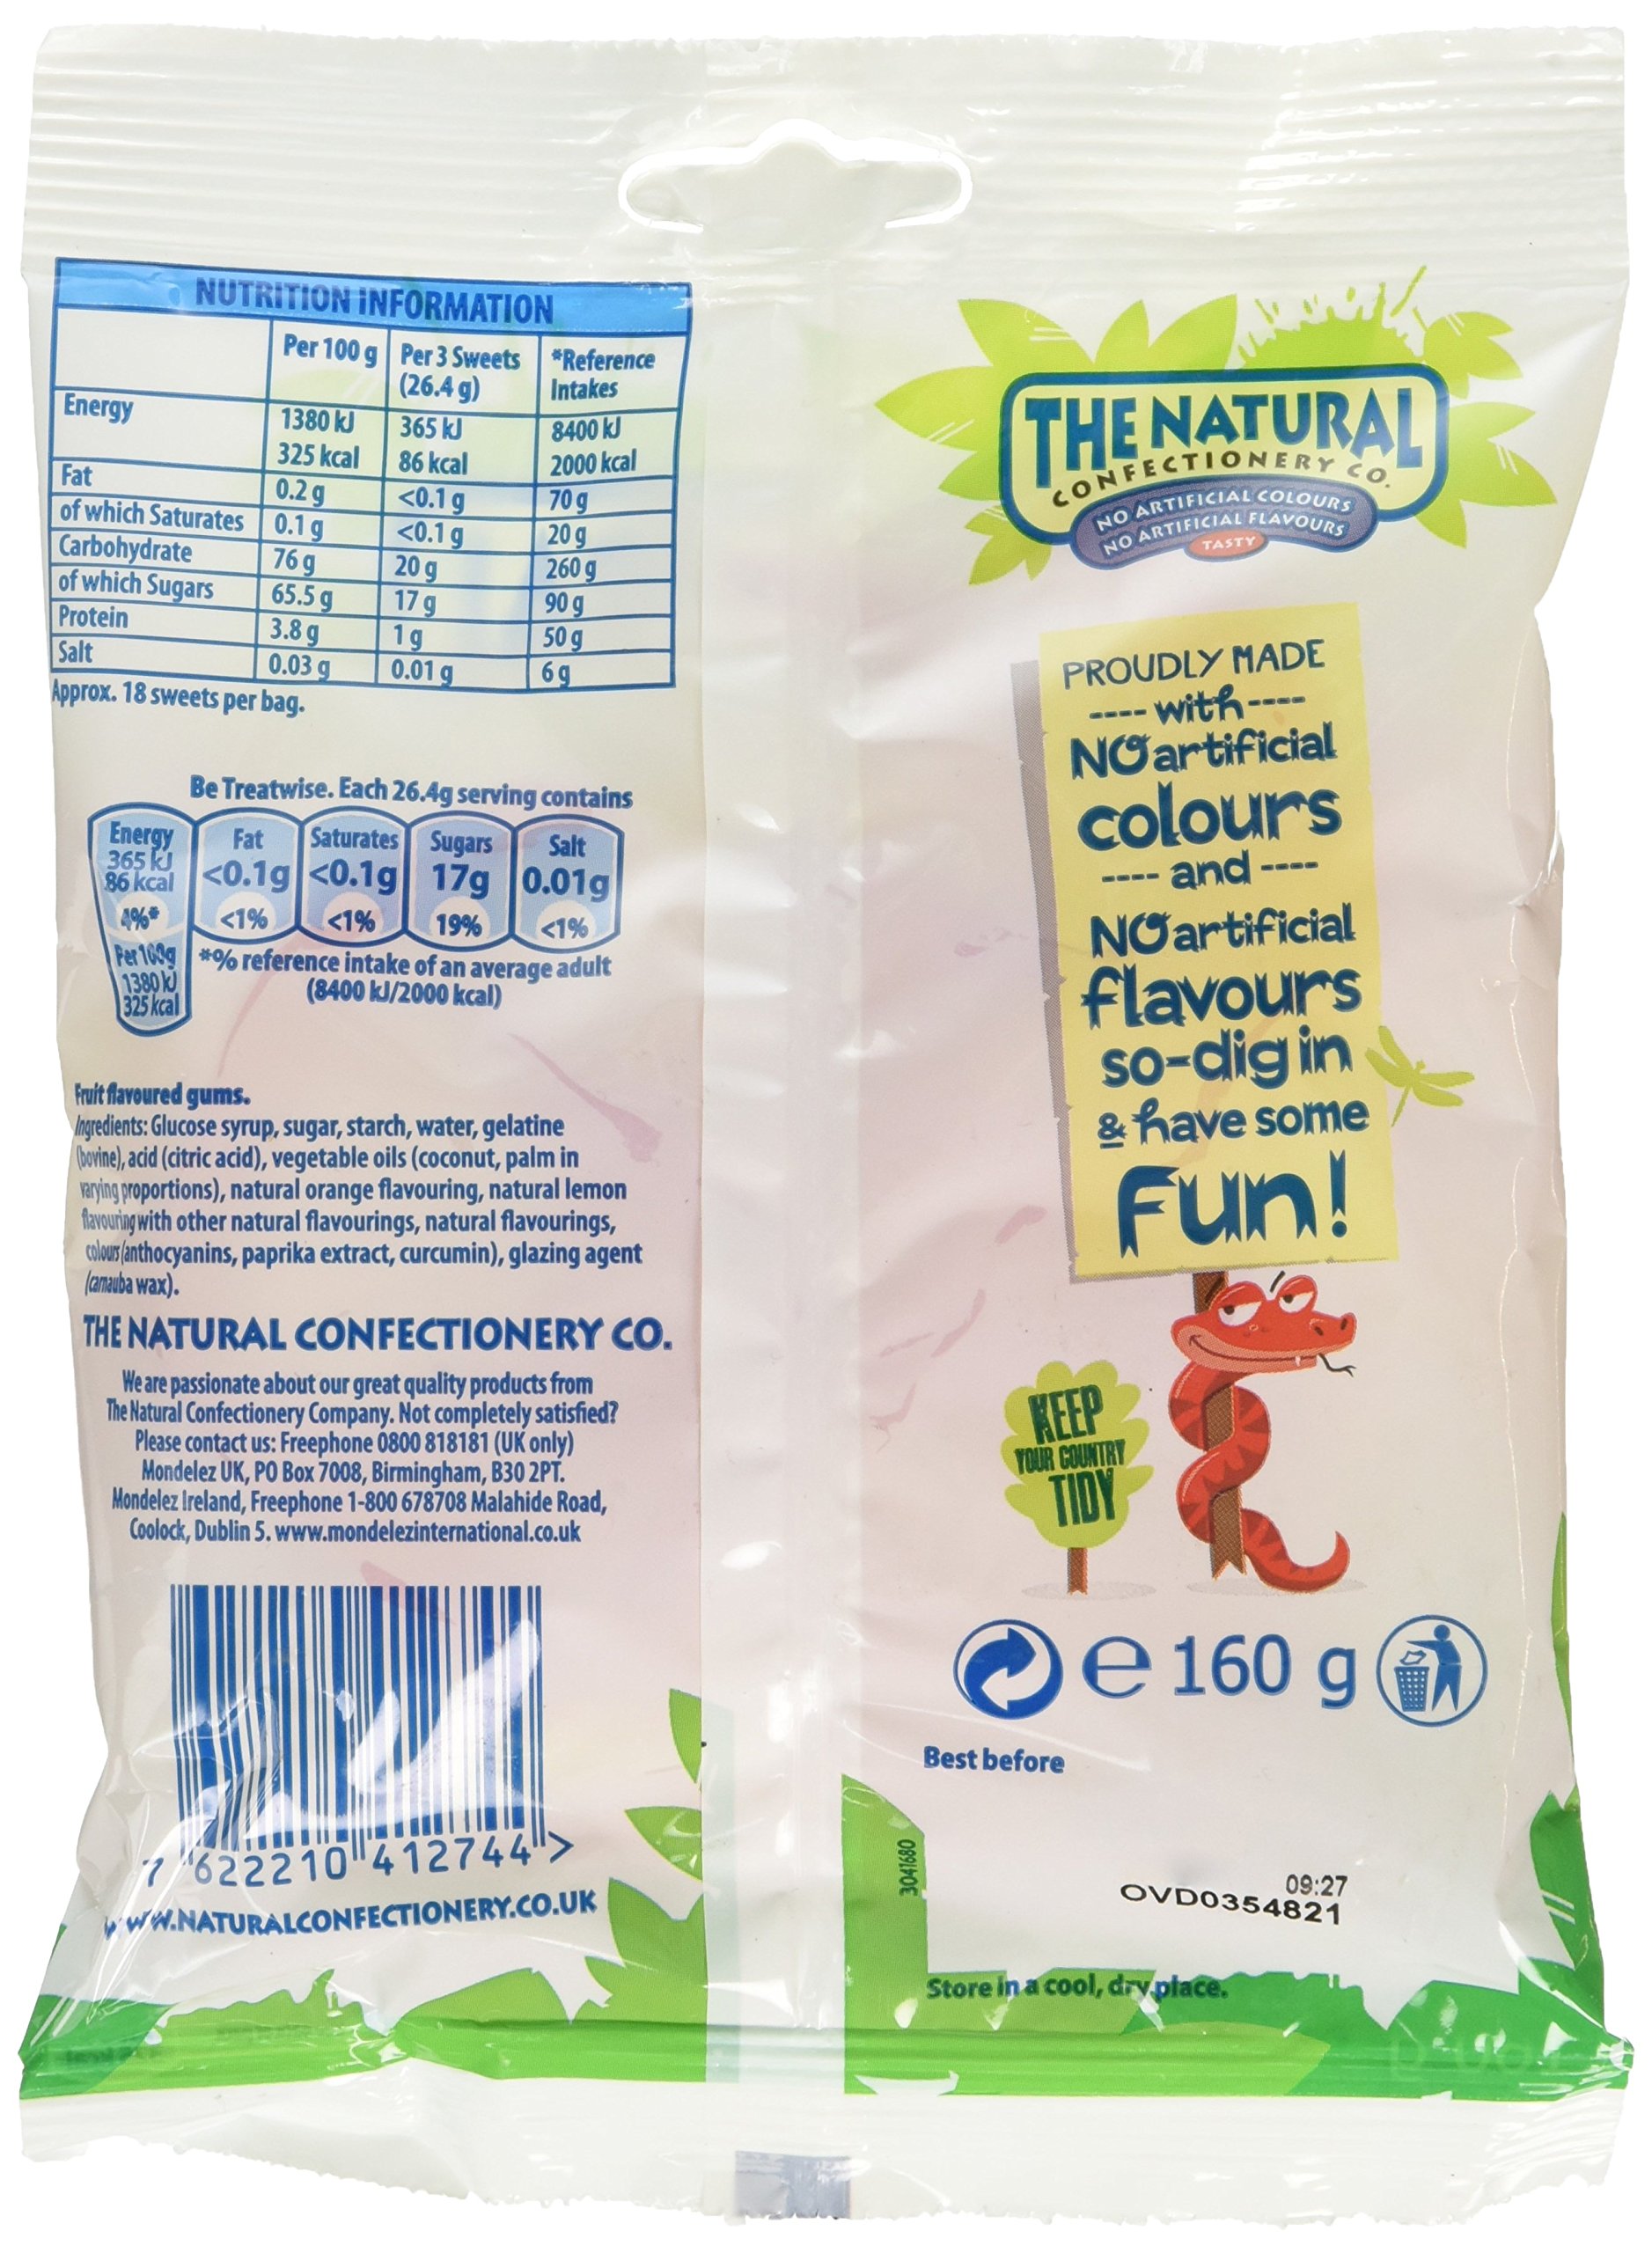 NUTRITION INFORMATION
Per 100 g Per 3 Sweets (26.4 g) *Reference Intakes
Energy 1380 kJ 365 kJ 8400 kJ
325 kcal 86 kcal 2000 kcal
Fat 0.2 g <0.1 g 70 g
of which Saturates 0.1 g <0.1 g 20 g
Carbohydrate 76 g 20 g 260 g
of which Sugars 65.5 g 17 g 90 g
Protein 3.8 g 1 g 50 g
Salt 0.03 g 0.01 g 6 g
Approx. 18 sweets per bag.
Be Treatwise. Each 26.4g serving contains
Energy Fat Saturates Sugars Salt
365 kJ
86 kcal <0.1g <0.1g 17g 0.01g
4%* <1% <1% 19% <1%
Per 100g
1380 kJ
325 kcal
*% reference intake of an average adult
(8400 kJ/2000 kcal)
Fruit flavoured gums.
Ingredients: Glucose syrup, sugar, starch, water, gelatine
(bovine), acid (citric acid), vegetable oils (coconut, palm in
varying proportions), natural orange flavouring, natural lemon
flavouring with other natural flavourings, natural flavourings,
colours (anthocyanins, paprika extract, curcumin), glazing agent
(carnauba wax).
THE NATURAL CONFECTIONERY CO.
We are passionate about our great quality products from
The Natural Confectionery Company. Not completely satisfied?
Please contact us: Freephone 0800 818181 (UK only)
Mondelez UK, PO Box 7008, Birmingham, B30 2PT.
Mondelez Ireland, Freephone 1-800 678708 Malahide Road,
Coolock, Dublin 5. www.mondelezinternational.co.uk
7 622210 412744 >
WWW.NATURALCONFECTIONERY.CO.UK
THE NATURAL
CONFECTIONERY CO.
NO ARTIFICIAL COLOURS
NO ARTIFICIAL FLAVOURS
TASTY
PROUDLY MADE
---- with ----
NO artificial
colours
---- and ----
NO artificial
flavours
so-dig in
& have some
fun!
KEEP
YOUR COUNTRY
TIDY
e 160 g
Best before
3041680
09:27
OVD0354821
Store in a cool, dry place.